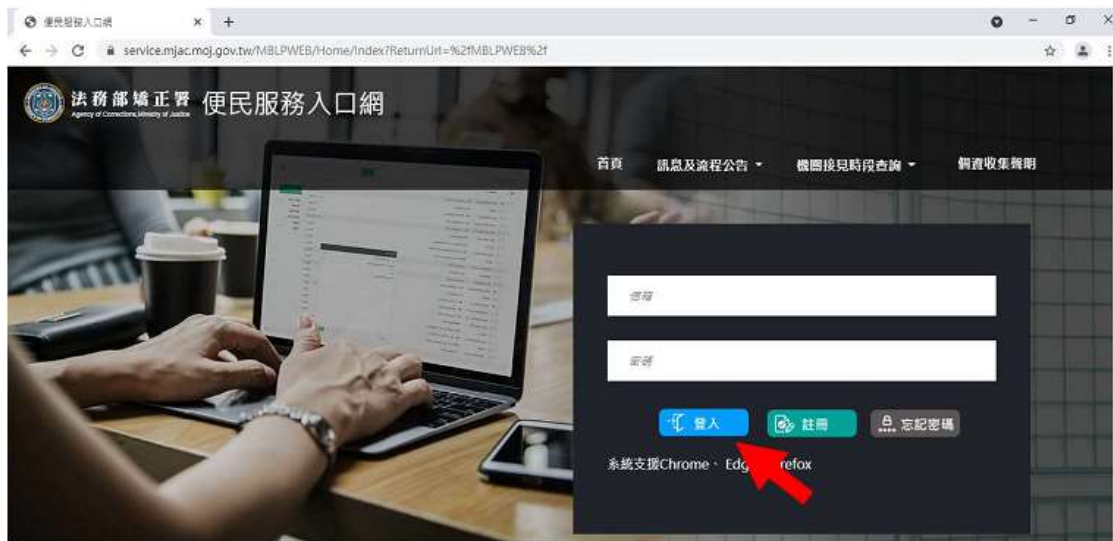 便民服務入口網
service.mjac.moj.gov.tw/MBLPWEB/Home/Index?ReturnUrl=%2fMBLPWEB%2f
法務部矯正署 便民服務入口網
Agency of Corrections,Ministry of Justice
首頁 訊息及流程公告 機關接見時段查詢 個資收集聲明
信箱
密碼
登入 註冊 忘記密碼
系統支援Chrome、Edg refox